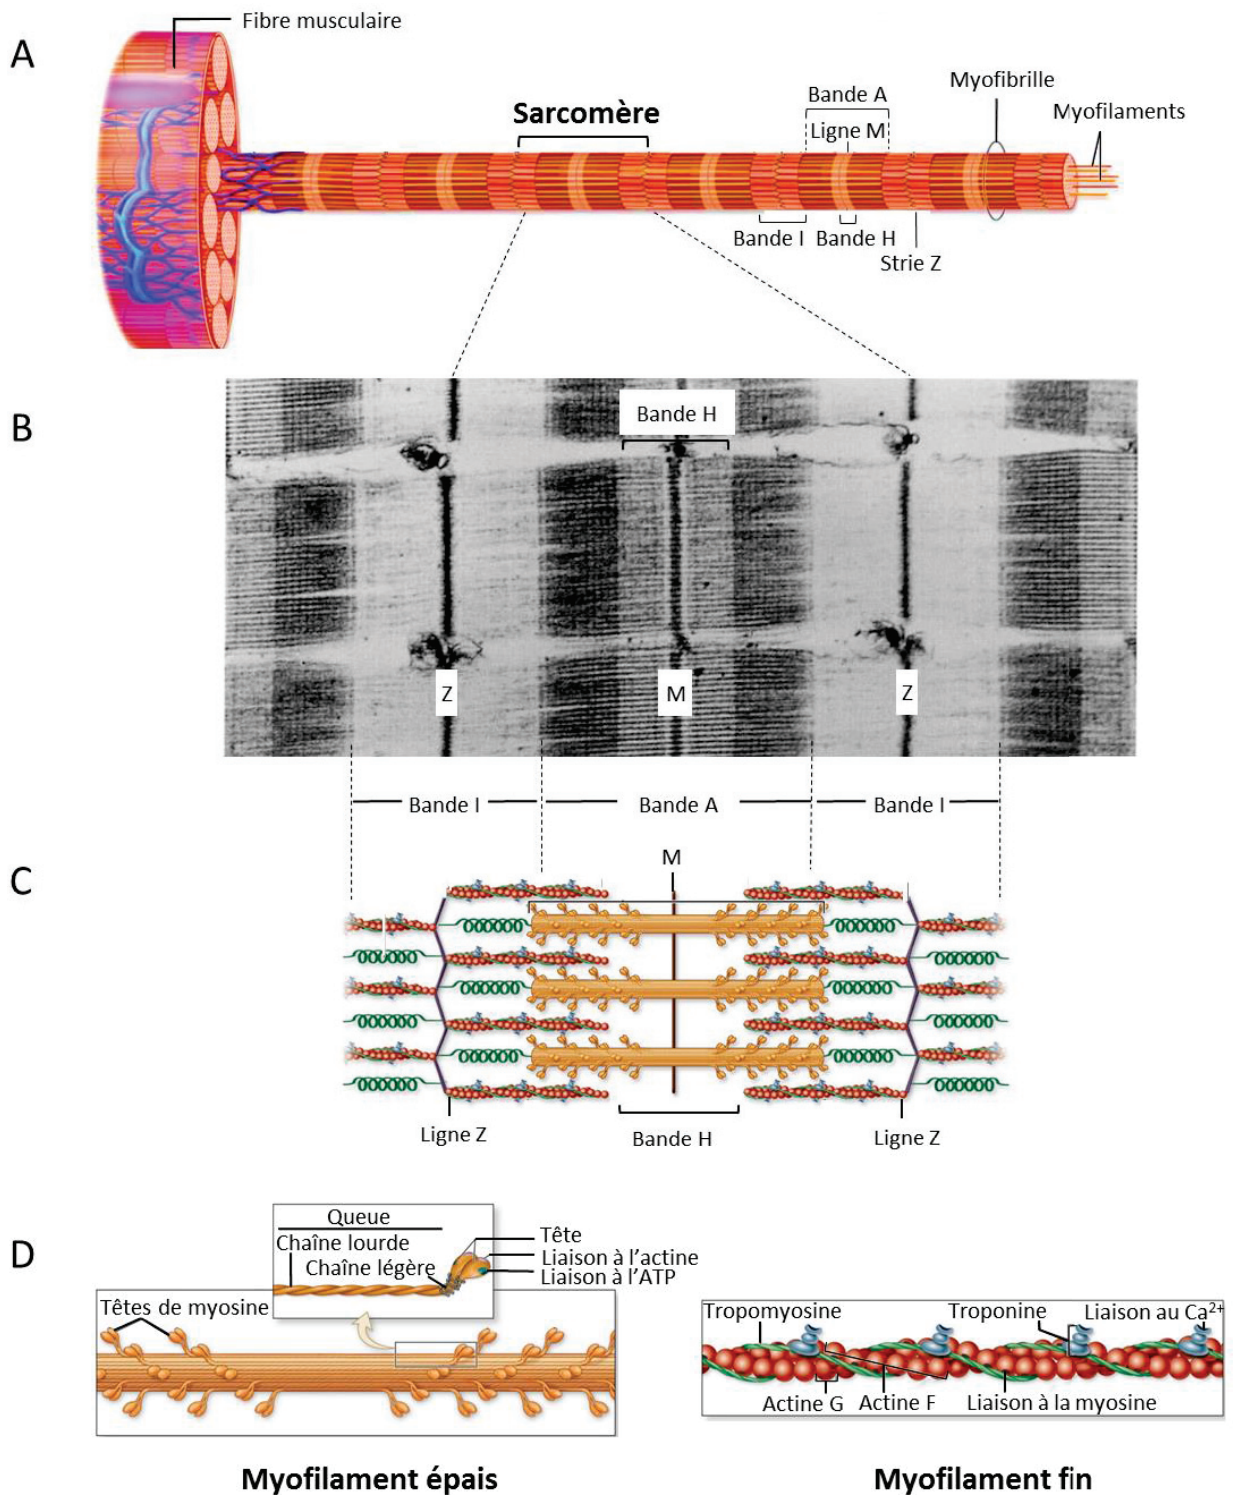 A
Fibre musculaire
Sarcomère
Bande A
Ligne M
Myofibrille
Myofilaments
Bande I
Bande H
Strie Z
B
Bande H
Z
M
Z
Bande I
Bande A
Bande I
C
M
Ligne Z
Bande H
Ligne Z
D
Queue
Chaîne lourde
Chaîne légère
Tête
Liaison à l'actine
Liaison à l'ATP
Têtes de myosine
Tropomyosine
Troponine
Liaison au Ca²⁺
Actine G
Actine F
Liaison à la myosine
Myofilament épais
Myofilament fin